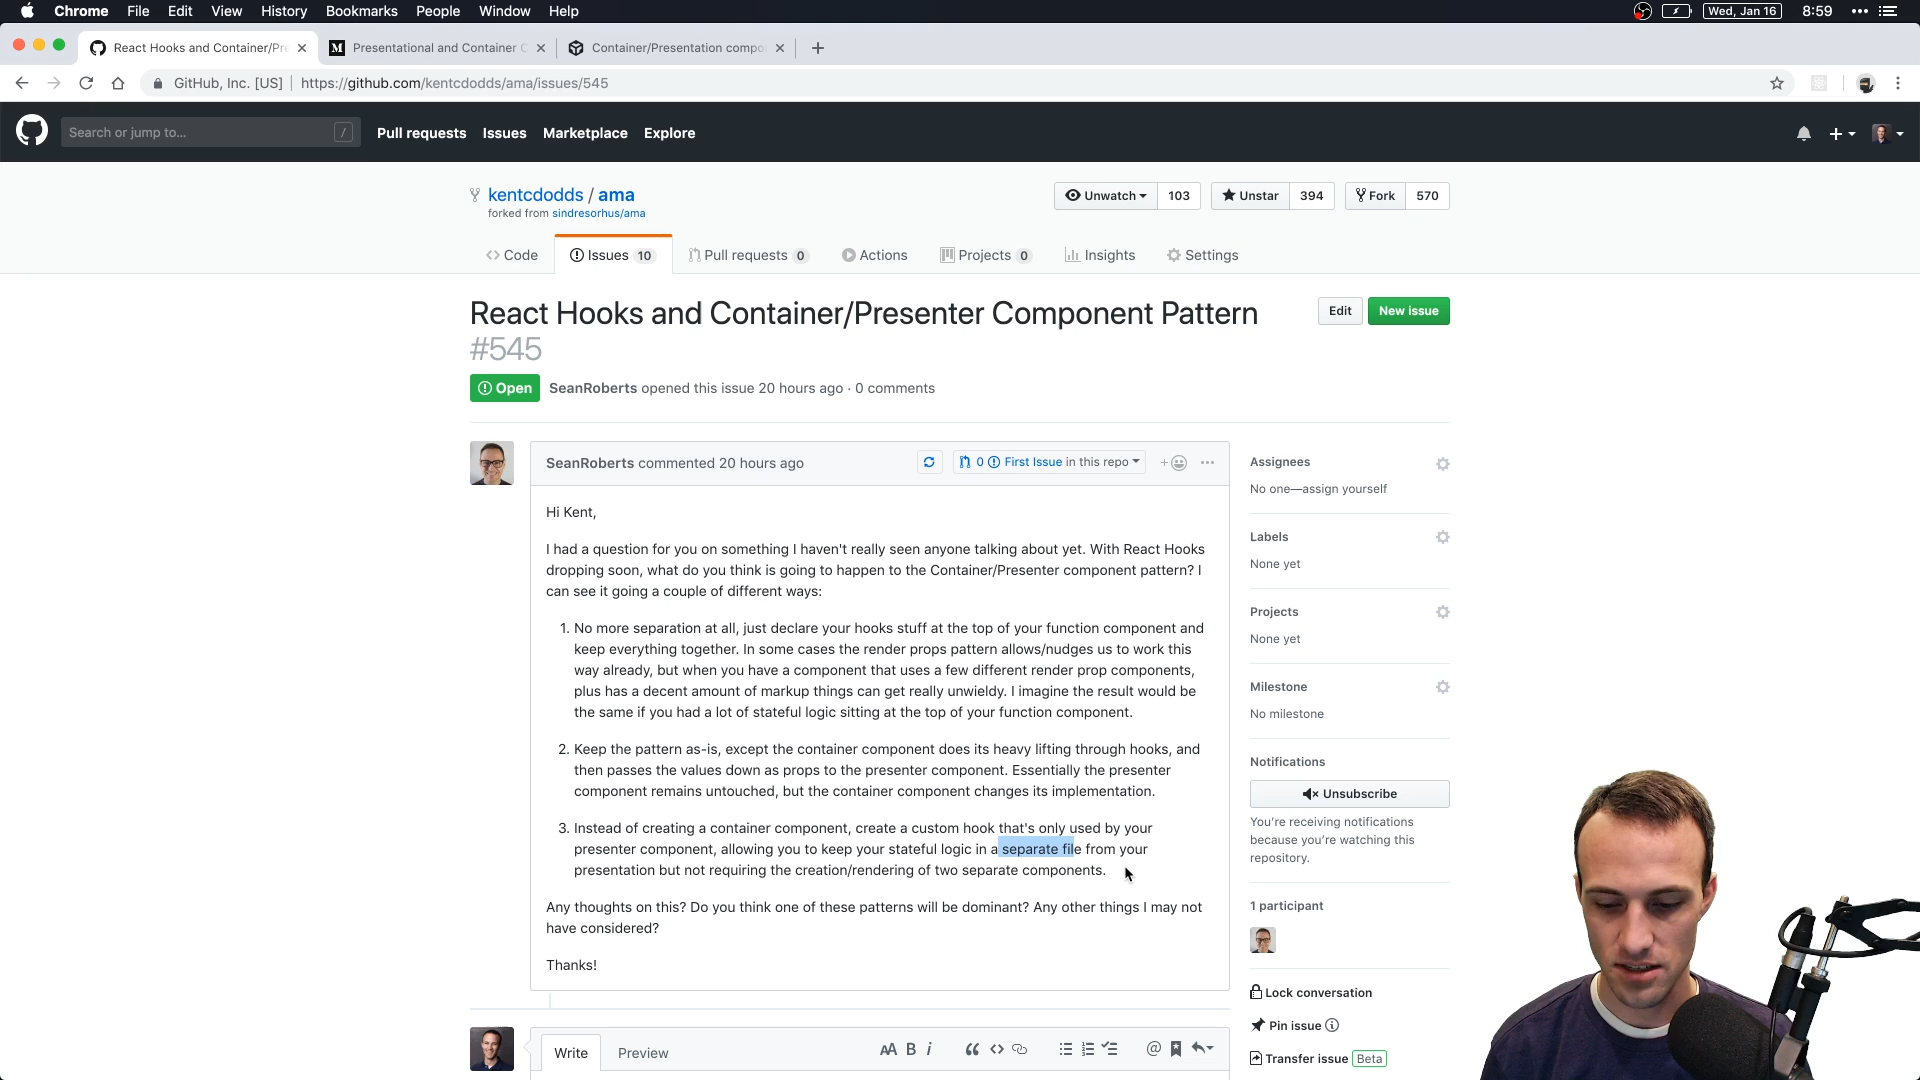 Chrome File Edit View History Bookmarks People Window Help
Wed, Jan 16 8:59
React Hooks and Container/Pre
Presentational and Container C
Container/Presentation compo
GitHub, Inc. [US] https://github.com/kentcdodds/ama/issues/545
Search or jump to... /
Pull requests Issues Marketplace Explore
kentcdodds / ama
forked from sindresorhus/ama
Unwatch 103 Unstar 394 Fork 570
Code Issues 10 Pull requests 0 Actions Projects 0 Insights Settings
React Hooks and Container/Presenter Component Pattern
#545
Edit New issue
Open SeanRoberts opened this issue 20 hours ago · 0 comments
SeanRoberts commented 20 hours ago
0 First Issue in this repo
Hi Kent,
I had a question for you on something I haven't really seen anyone talking about yet. With React Hooks
dropping soon, what do you think is going to happen to the Container/Presenter component pattern? I
can see it going a couple of different ways:
1. No more separation at all, just declare your hooks stuff at the top of your function component and
keep everything together. In some cases the render props pattern allows/nudges us to work this
way already, but when you have a component that uses a few different render prop components,
plus has a decent amount of markup things can get really unwieldy. I imagine the result would be
the same if you had a lot of stateful logic sitting at the top of your function component.
2. Keep the pattern as-is, except the container component does its heavy lifting through hooks, and
then passes the values down as props to the presenter component. Essentially the presenter
component remains untouched, but the container component changes its implementation.
3. Instead of creating a container component, create a custom hook that's only used by your
presenter component, allowing you to keep your stateful logic in a separate file from your
presentation but not requiring the creation/rendering of two separate components.
Any thoughts on this? Do you think one of these patterns will be dominant? Any other things I may not
have considered?
Thanks!
Write Preview
AA B i
Assignees
No one—assign yourself
Labels
None yet
Projects
None yet
Milestone
No milestone
Notifications
Unsubscribe
You're receiving notifications
because you're watching this
repository.
1 participant
Lock conversation
Pin issue
Transfer issue Beta